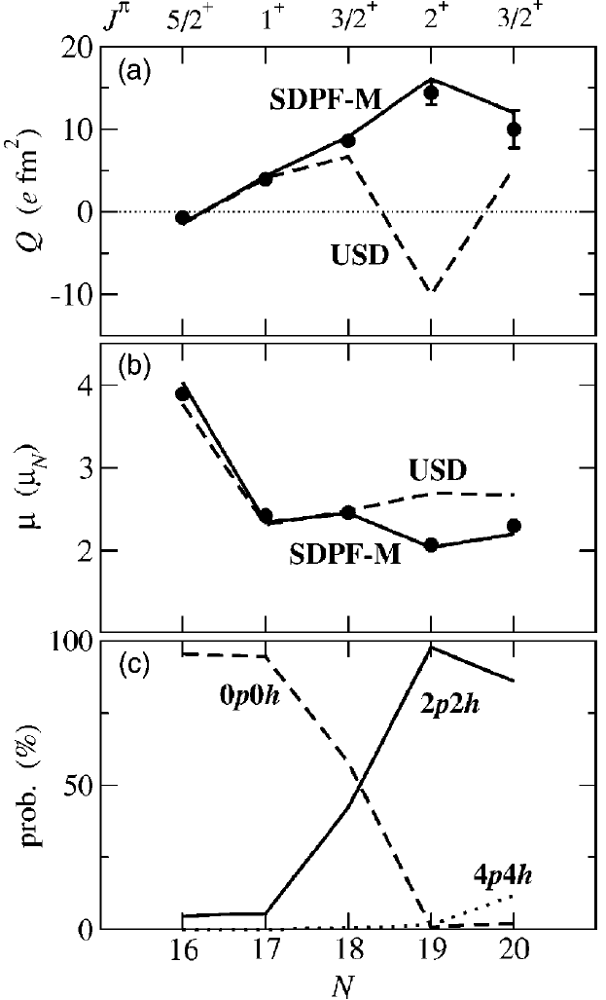 Jπ 5/2+ 1+ 3/2+ 2+ 3/2+
(a)
20
SDPF-M
10
Q (e fm2)
0
USD
-10
(b)
4
μ (μN)
3
USD
2
SDPF-M
100
(c)
0p0h
2p2h
prob. (%)
50
4p4h
0
16 17 18 19 20
N